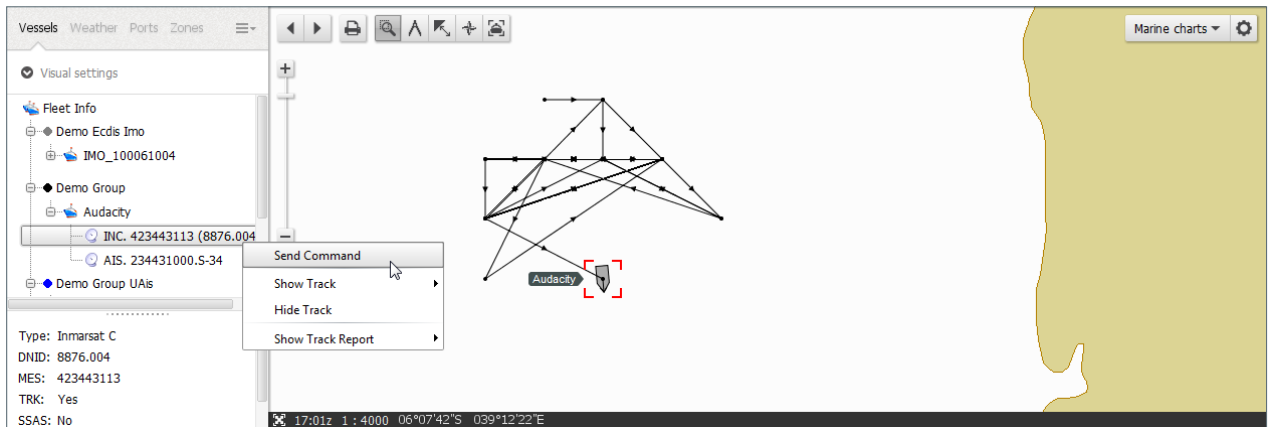 Vessels Weather Ports Zones
Marine charts
Visual settings
Fleet Info
Demo Ecdis Imo
IMO_100061004
Demo Group
Audacity
INC. 423443113 (8876.004
AIS. 234431000.S-34
Demo Group UAis
Send Command
Show Track
Hide Track
Show Track Report
Audacity
Type: Inmarsat C
DNID: 8876.004
MES: 423443113
TRK: Yes
SSAS: No
17:01z 1 : 4000 06°07'42"S 039°12'22"E